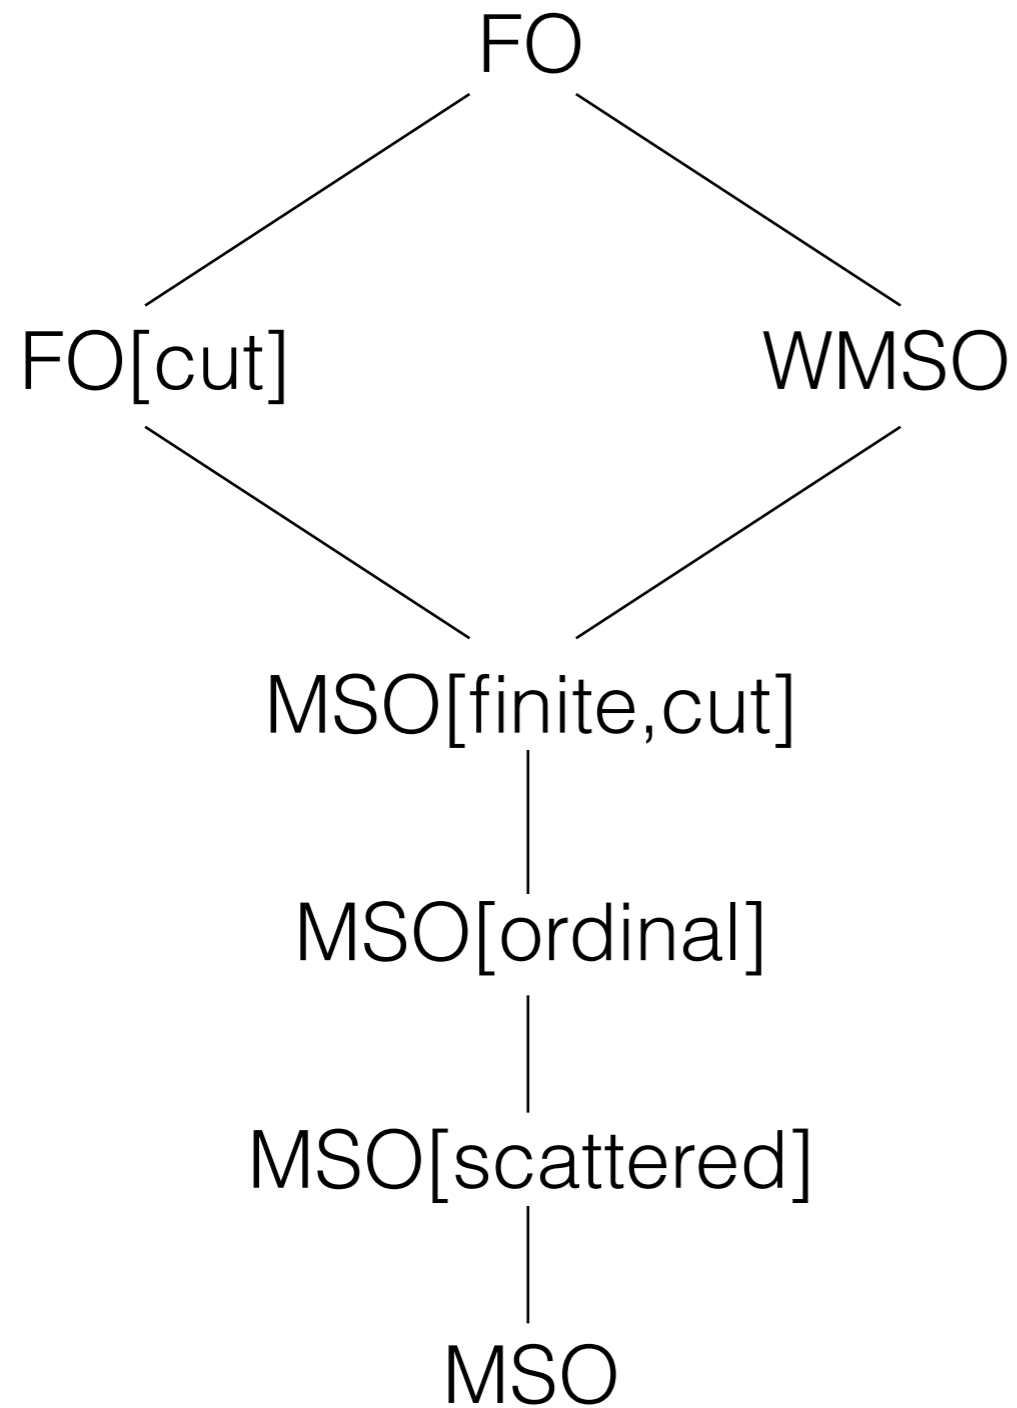 FO
FO[cut] WMSO
MSO[finite,cut]
MSO[ordinal]
MSO[scattered]
MSO